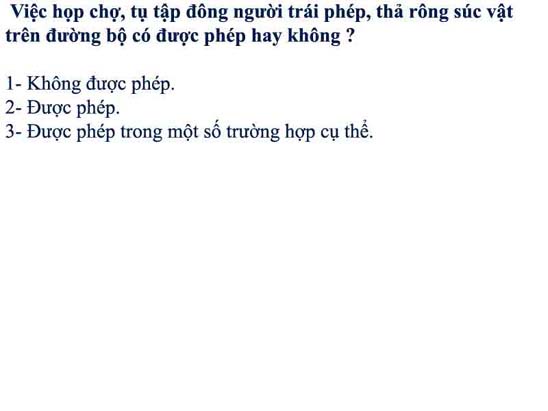 Việc họp chợ, tụ tập đông người trái phép, thả rông súc vật
trên đường bộ có được phép hay không ?
1- Không được phép.
2- Được phép.
3- Được phép trong một số trường hợp cụ thể.